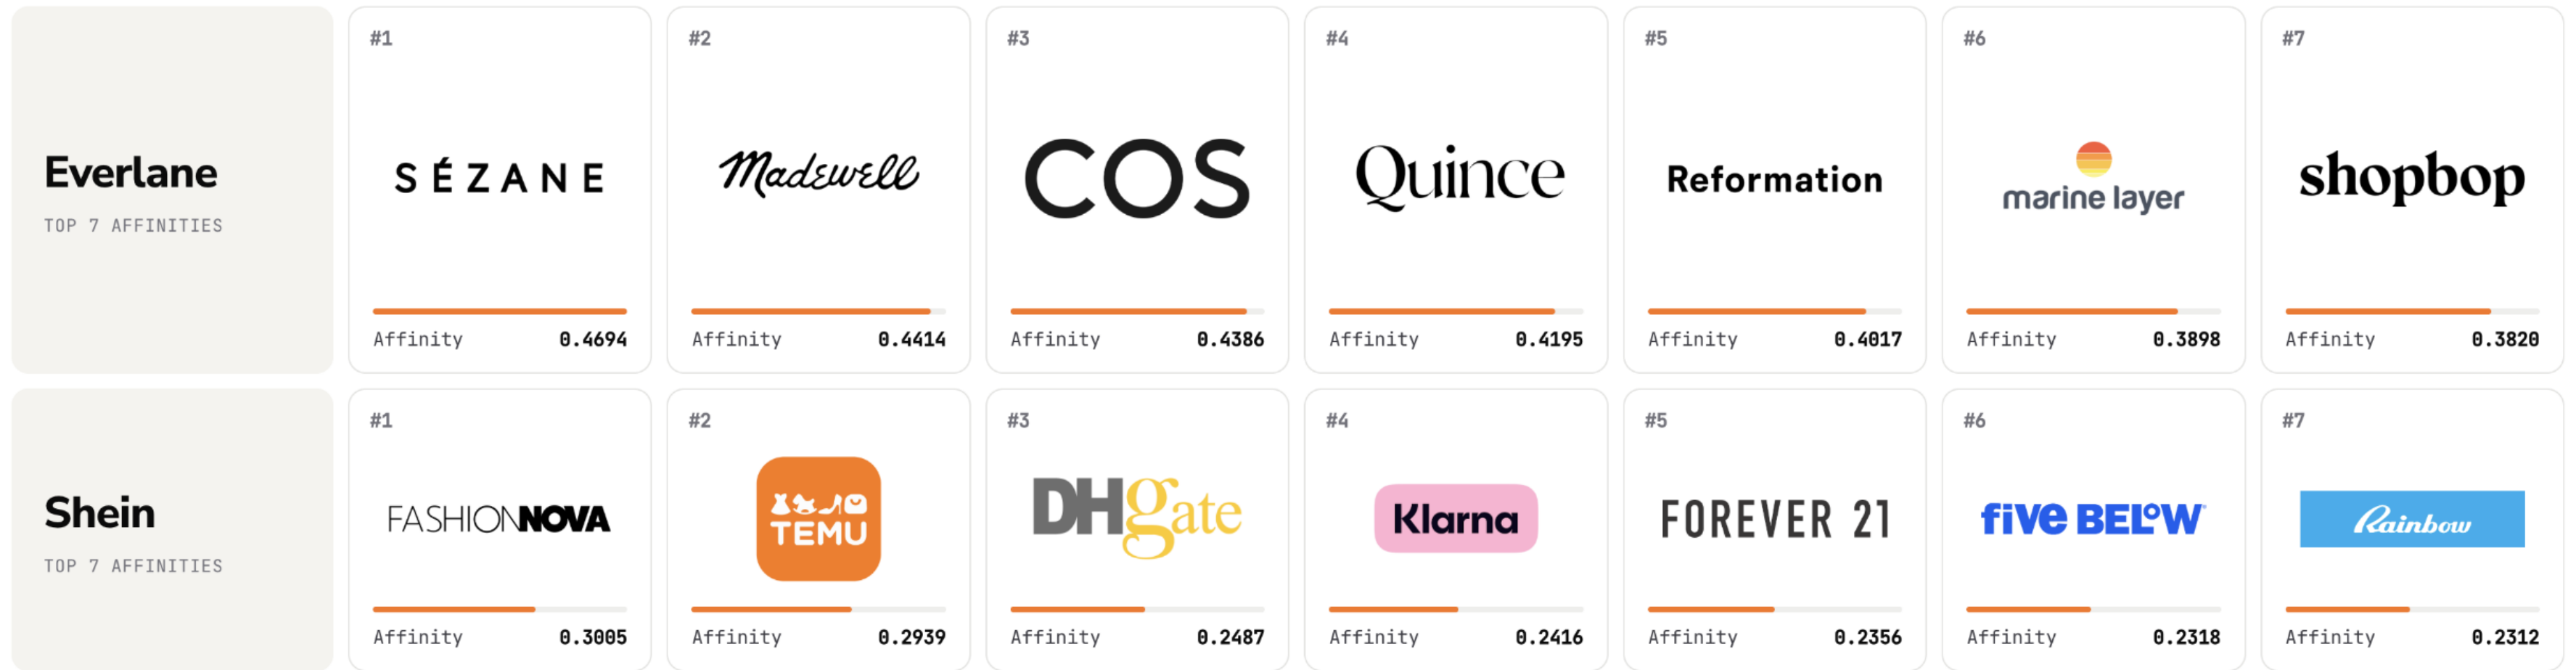 Everlane
TOP 7 AFFINITIES
#1
SÉZANE
Affinity 0.4694
#2
Madewell
Affinity 0.4414
#3
COS
Affinity 0.4386
#4
Quince
Affinity 0.4195
#5
Reformation
Affinity 0.4017
#6
marine layer
Affinity 0.3898
#7
shopbop
Affinity 0.3820
Shein
TOP 7 AFFINITIES
#1
FASHIONNOVA
Affinity 0.3005
#2
TEMU
Affinity 0.2939
#3
DHgate
Affinity 0.2487
#4
Klarna
Affinity 0.2416
#5
FOREVER 21
Affinity 0.2356
#6
fiVe BELOW
Affinity 0.2318
#7
Rainbow
Affinity 0.2312